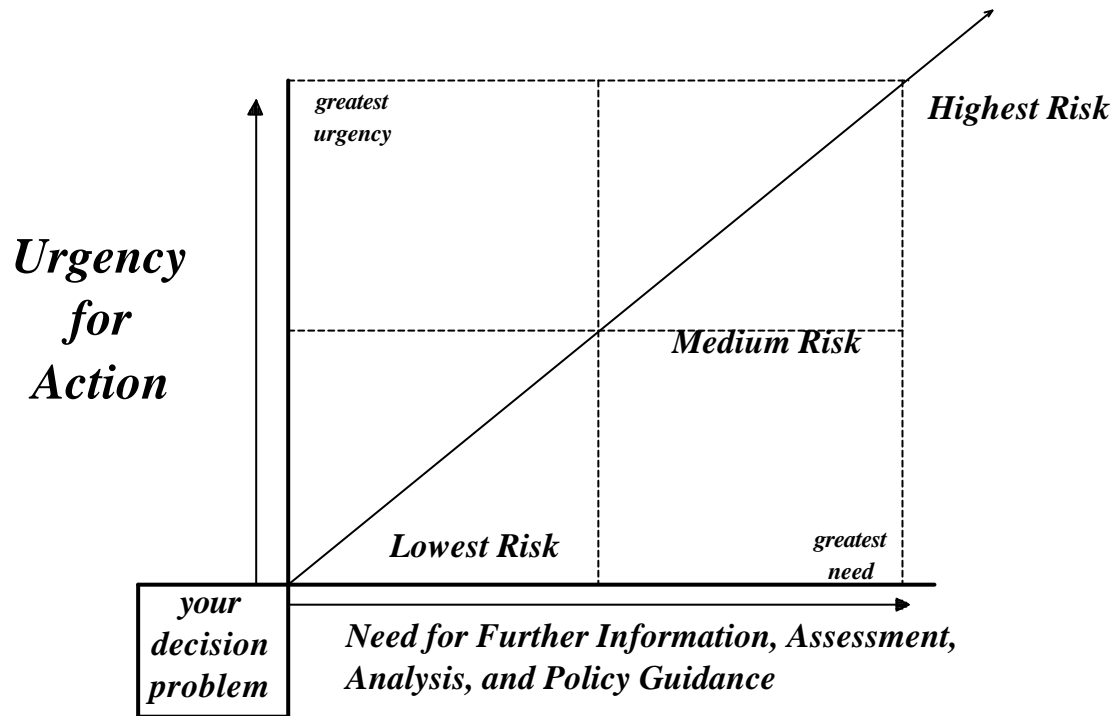 greatest
urgency
Highest Risk
Urgency
for
Action
Medium Risk
Lowest Risk
greatest
need
your
decision
problem
Need for Further Information, Assessment,
Analysis, and Policy Guidance